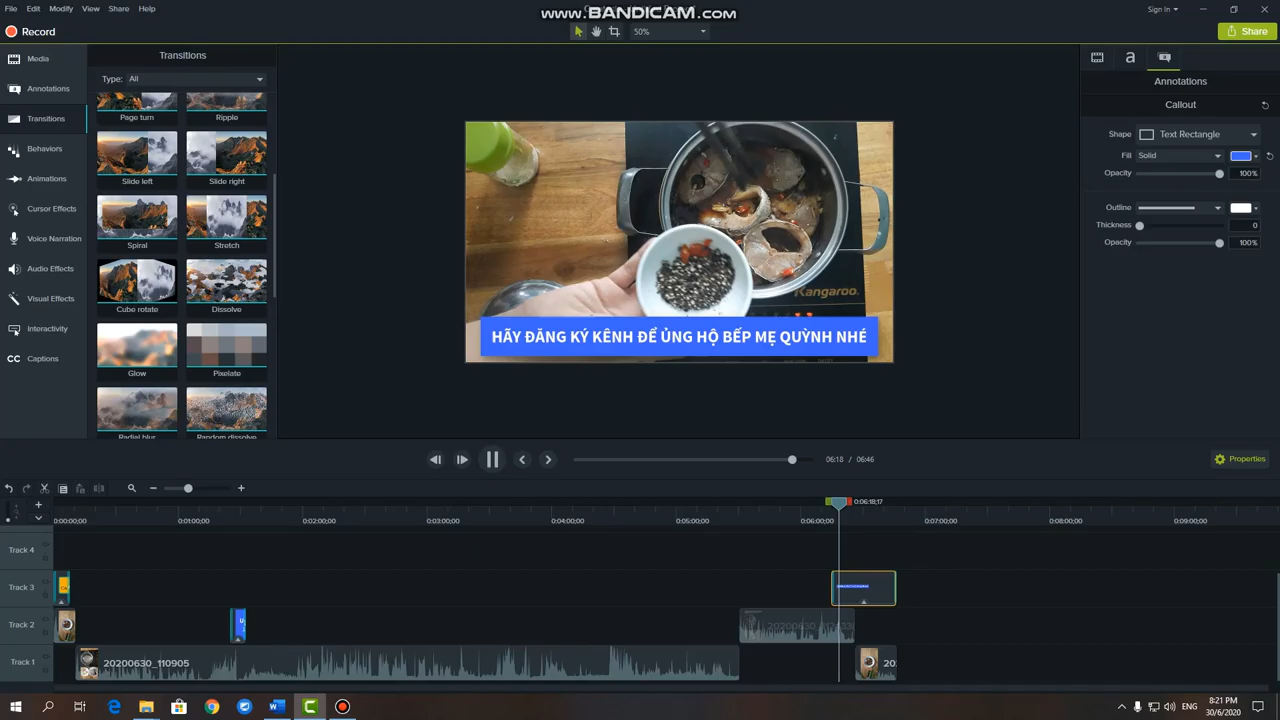 www.BANDICAM.com
File Edit Modify View Share Help
Sign In
Record
50%
Share
Media
Annotations
Transitions
Behaviors
Animations
Cursor Effects
Voice Narration
Audio Effects
Visual Effects
Interactivity
CC Captions
Transitions
Type: All
Page turn Ripple
Slide left Slide right
Spiral Stretch
Cube rotate Dissolve
Glow Pixelate
Radial blur Random dissolve
Kangaroo
HÃY ĐĂNG KÝ KÊNH ĐỂ ỦNG HỘ BẾP MẸ QUỲNH NHÉ
a
Annotations
Callout
Shape Text Rectangle
Fill Solid
Opacity 100%
Outline
Thickness 0
Opacity 100%
06:18 / 06:46
Properties
0:06:18;17
0:00:00;00 0:01:00;00 0:02:00;00 0:03:00;00 0:04:00;00 0:05:00;00 0:06:00;00 0:07:00;00 0:08:00;00 0:09:00;00
Track 4
Track 3
Ca
Track 2
Track 1
20200630_110905
20
W
C
8:21 PM
30/6/2020